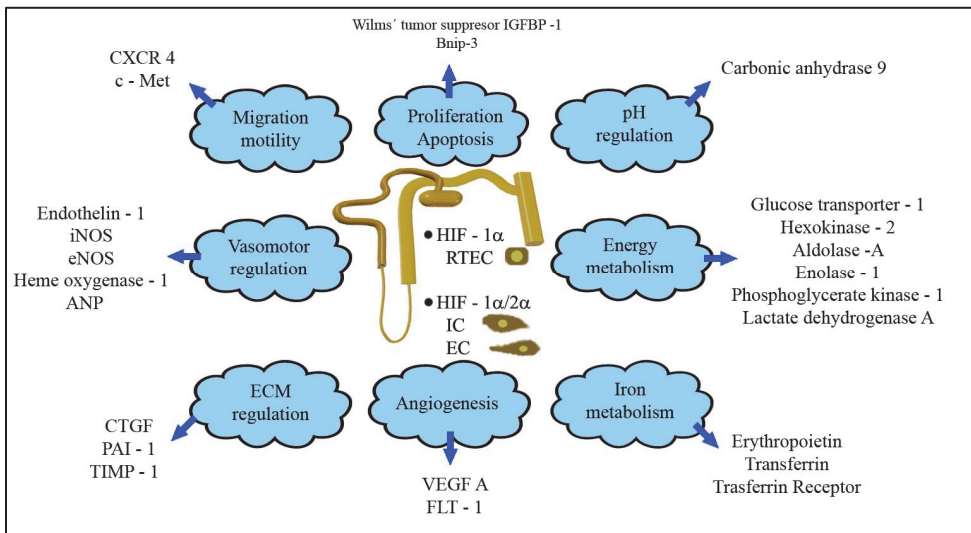 Wilms´ tumor suppresor IGFBP -1
Bnip-3
CXCR 4
c - Met
Carbonic anhydrase 9
Migration
motility
Proliferation
Apoptosis
pH
regulation
Endothelin - 1
iNOS
eNOS
Heme oxygenase - 1
ANP
Vasomotor
regulation
• HIF - 1α
RTEC
• HIF - 1α/2α
IC
EC
Energy
metabolism
Glucose transporter - 1
Hexokinase - 2
Aldolase -A
Enolase - 1
Phosphoglycerate kinase - 1
Lactate dehydrogenase A
ECM
regulation
Angiogenesis
Iron
metabolism
CTGF
PAI - 1
TIMP - 1
VEGF A
FLT - 1
Erythropoietin
Transferrin
Trasferrin Receptor